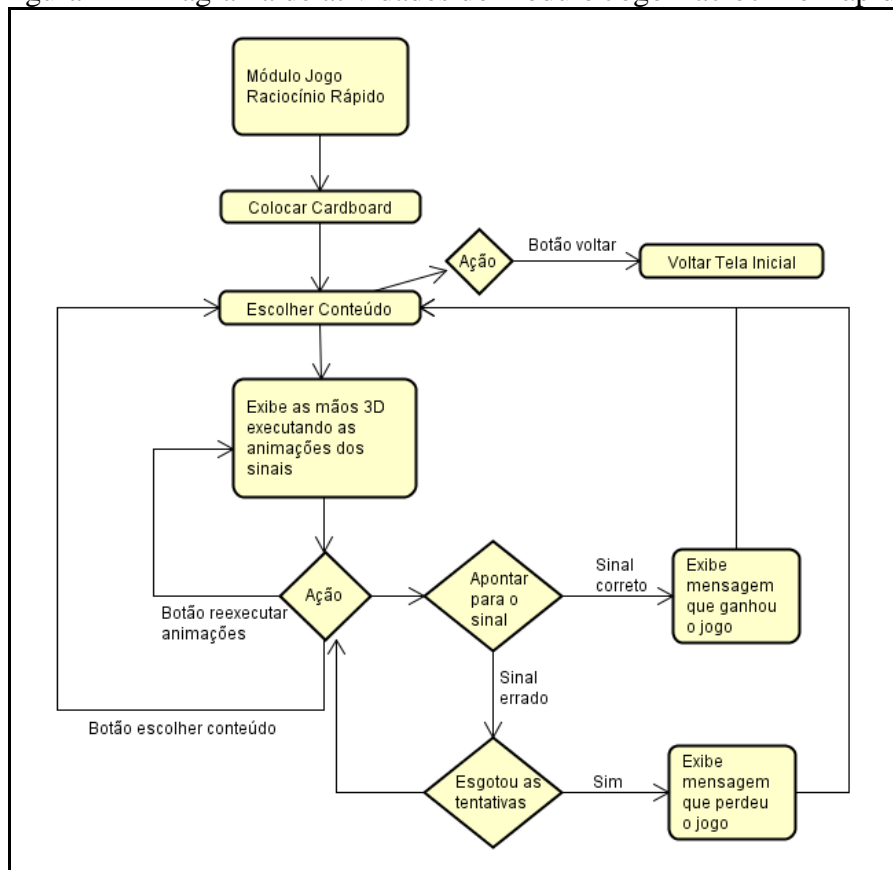 Módulo Jogo
Raciocínio Rápido
Colocar Cardboard
Ação
Botão voltar
Voltar Tela Inicial
Escolher Conteúdo
Exibe as mãos 3D
executando as
animações dos
sinais
Ação
Botão reexecutar
animações
Botão escolher conteúdo
Apontar
para o
sinal
Sinal
correto
Exibe
mensagem
que ganhou
o jogo
Sinal
errado
Esgotou as
tentativas
Sim
Exibe
mensagem
que perdeu
o jogo